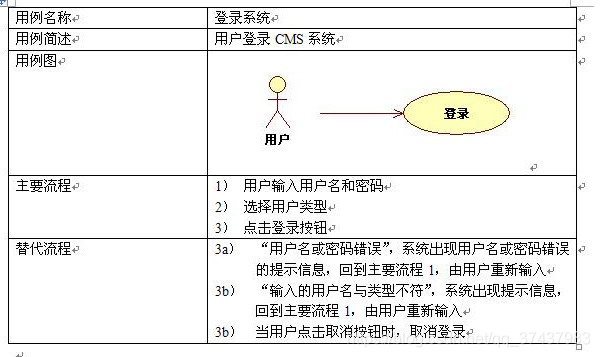 用例名称 登录系统
用例简述 用户登录 CMS 系统
用例图
登录
用户
主要流程 1） 用户输入用户名和密码
2） 选择用户类型
3） 点击登录按钮
替代流程 3a） “用户名或密码错误”，系统出现用户名或密码错误
的提示信息，回到主要流程 1，由用户重新输入
3b） “输入的用户名与类型不符”，系统出现提示信息，
回到主要流程 1，由用户重新输入
3b） 当用户点击取消按钮时，取消登录